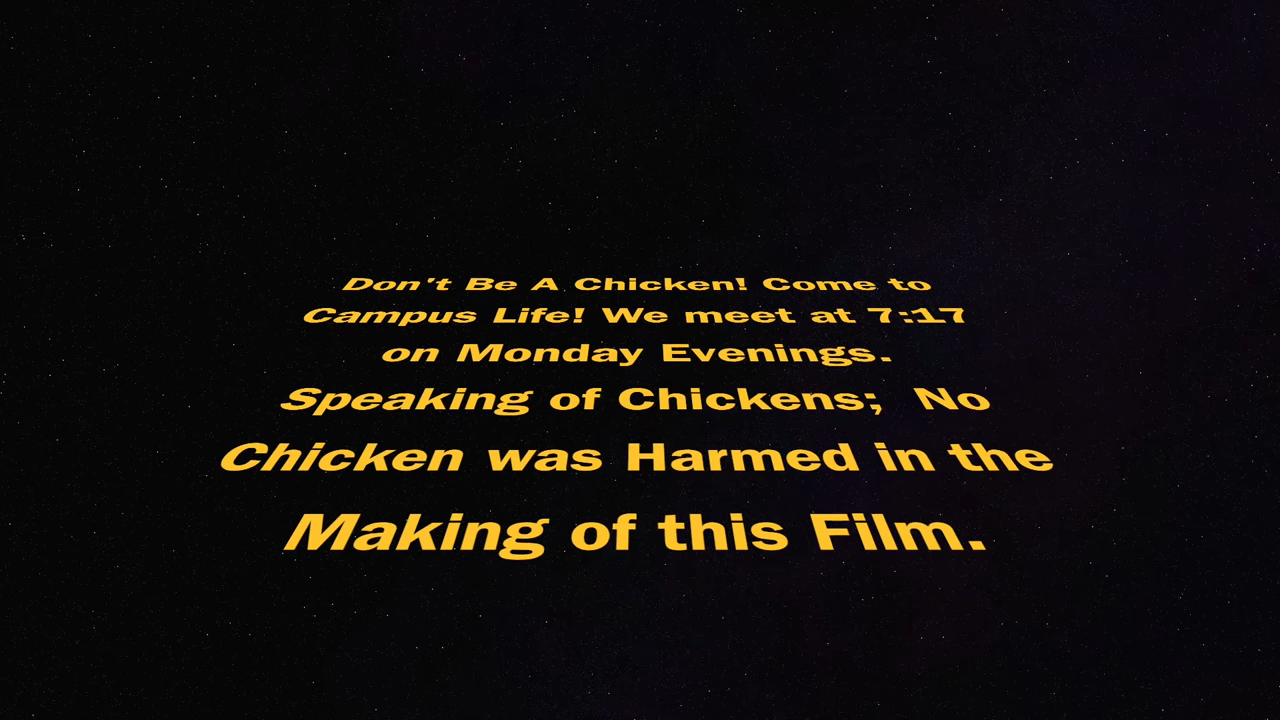 Don't Be A Chicken! Come to
Campus Life! We meet at 7:17
on Monday Evenings.
Speaking of Chickens;  No
Chicken was Harmed in the
Making of this Film.